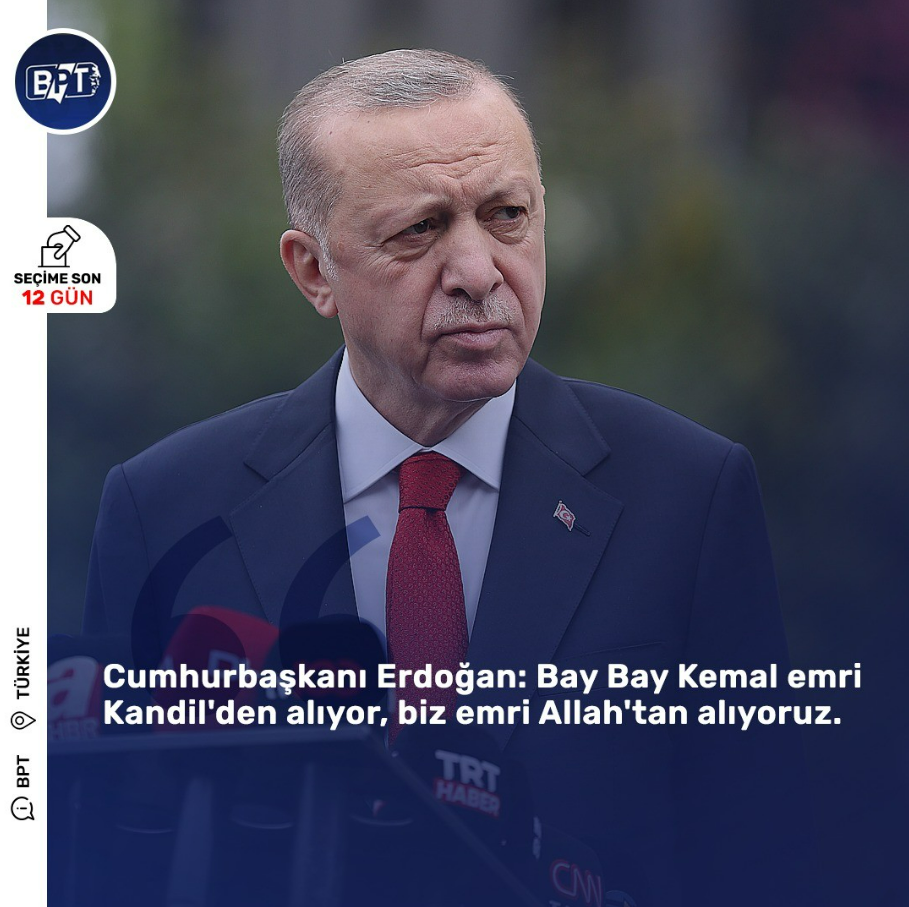 BPT
SEÇİME SON
12 GÜN
Cumhurbaşkanı Erdoğan: Bay Bay Kemal emri
Kandil'den alıyor, biz emri Allah'tan alıyoruz.
BPT TÜRKİYE
a
HBR
TRT
HABER
CNN